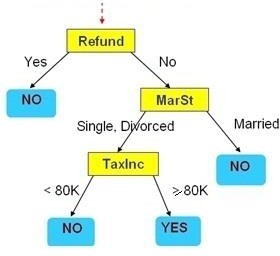 Refund
Yes
No
NO
MarSt
Single, Divorced
Married
TaxInc
NO
< 80K
>80K
NO
YES